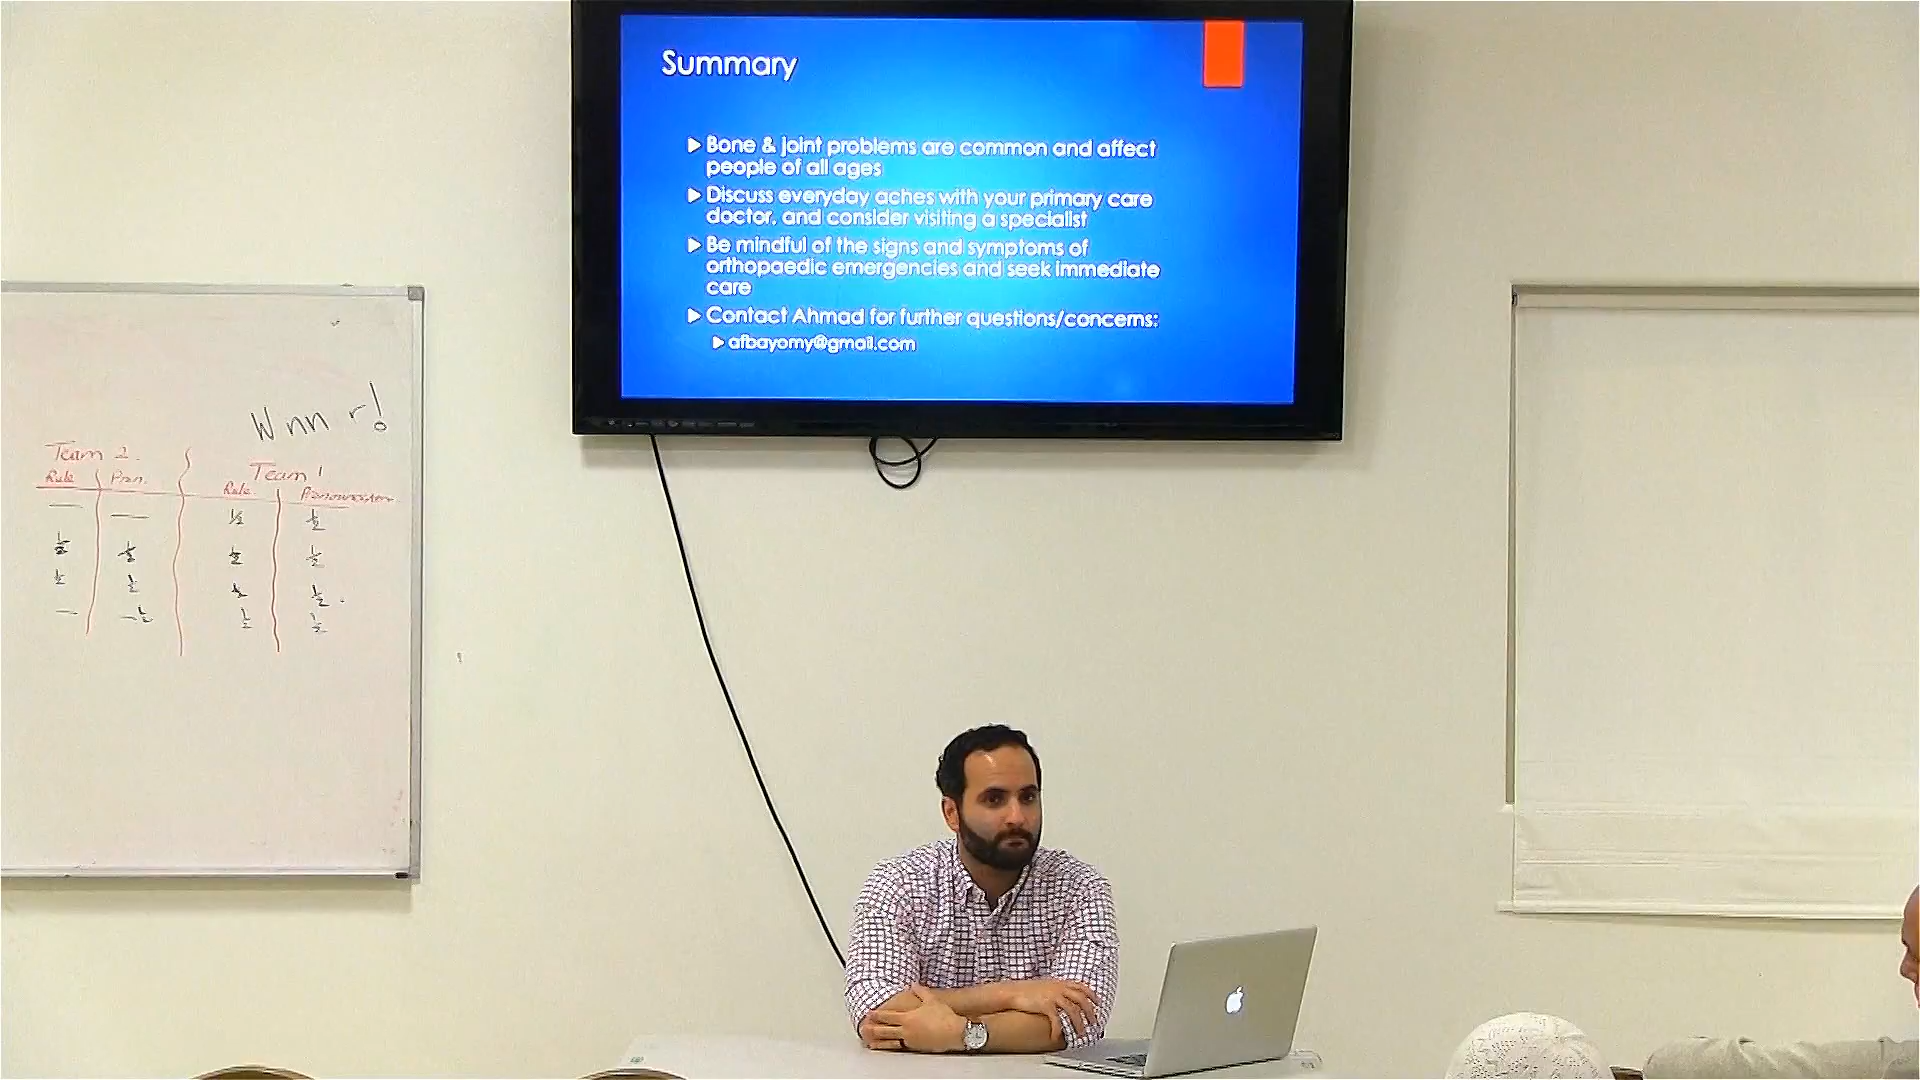 Summary
Bone & joint problems are common and affect
people of all ages
Discuss everyday aches with your primary care
doctor, and consider visiting a specialist
Be mindful of the signs and symptoms of
orthopaedic emergencies and seek immediate
care
Contact Ahmad for further questions/concerns:
afbayomy@gmail.com
W nn r!
Team 2
Rule Pron.
— —
½ ½
½ ½
— -½
Team 1
Rule
½ ½
½ ½
½ ½
½ ½